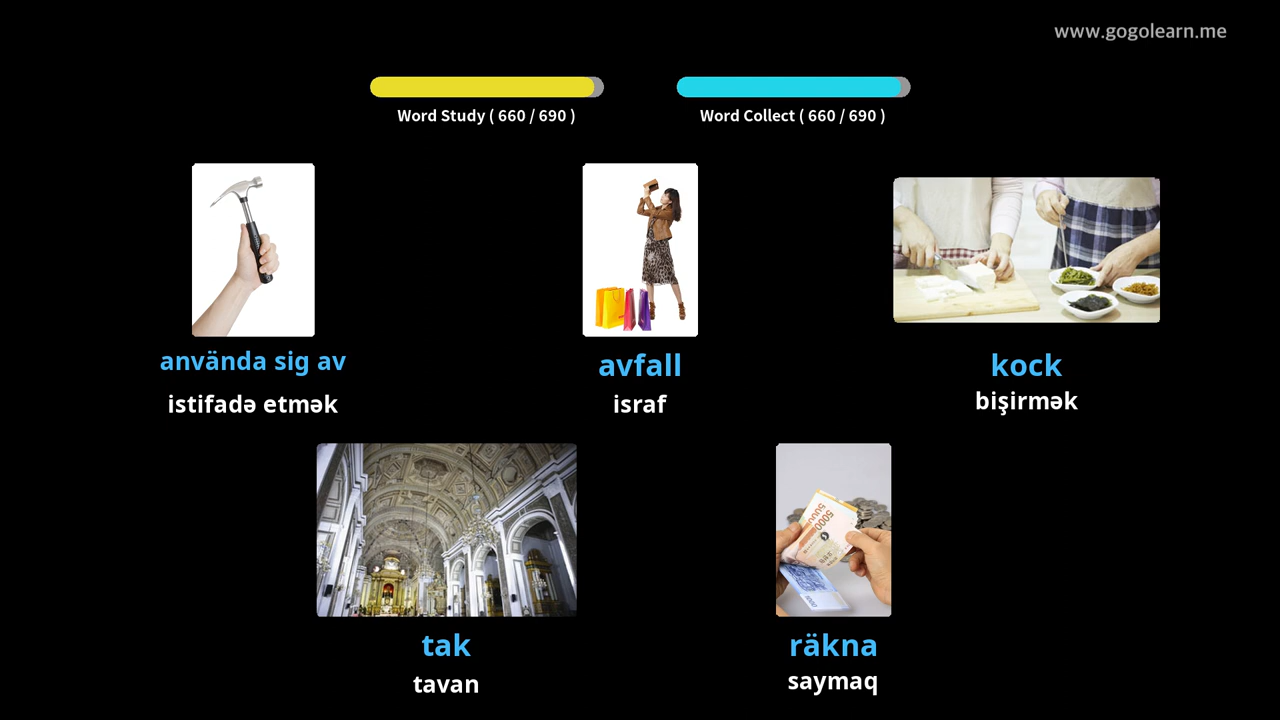 www.gogolearn.me
Word Study ( 660 / 690 )
Word Collect ( 660 / 690 )
använda sig av
istifadə etmək
avfall
israf
kock
bişirmək
5000
tak
tavan
räkna
saymaq